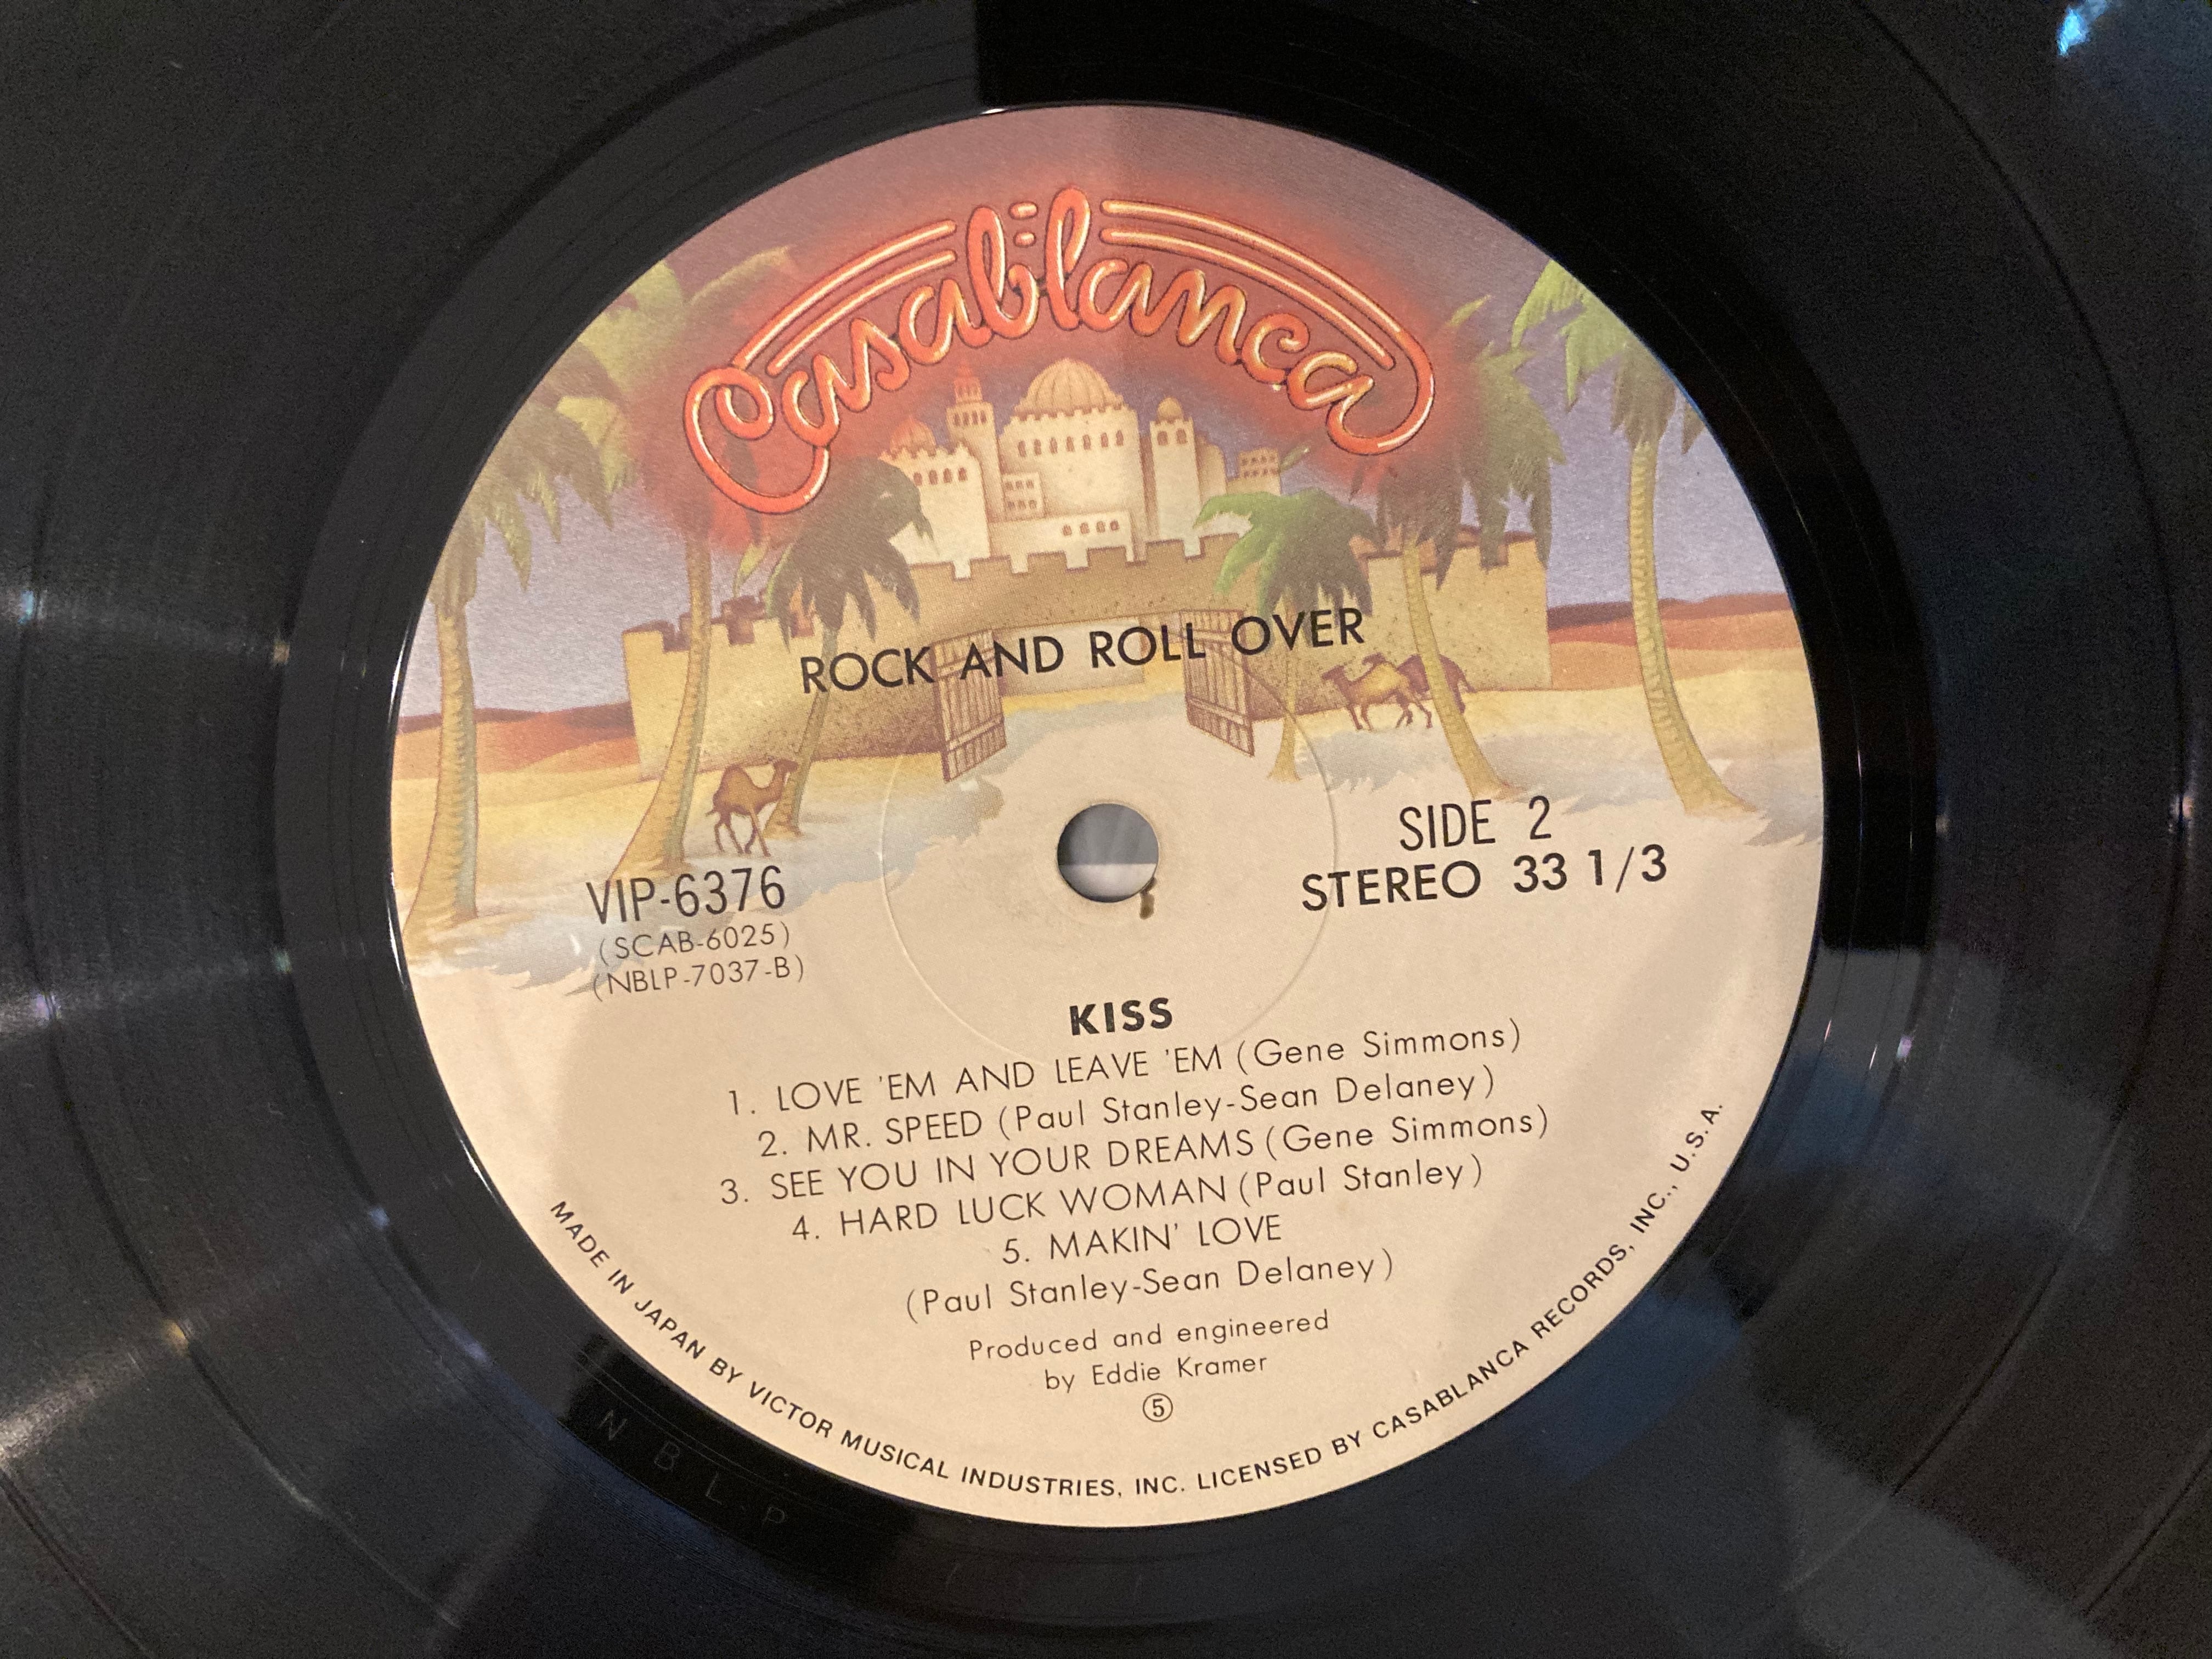 Casablanca
ROCK AND ROLL OVER
SIDE 2
STEREO 33 1/3
VIP-6376
(SCAB-6025)
(NBLP-7037-B)
KISS
1. LOVE 'EM AND LEAVE 'EM (Gene Simmons)
2. MR. SPEED (Paul Stanley-Sean Delaney)
3. SEE YOU IN YOUR DREAMS (Gene Simmons)
4. HARD LUCK WOMAN (Paul Stanley)
5. MAKIN' LOVE
(Paul Stanley-Sean Delaney)
Produced and engineered
by Eddie Kramer
⑤
MADE IN JAPAN BY VICTOR MUSICAL INDUSTRIES, INC. LICENSED BY CASABLANCA RECORDS, INC., U.S.A.
N B L P